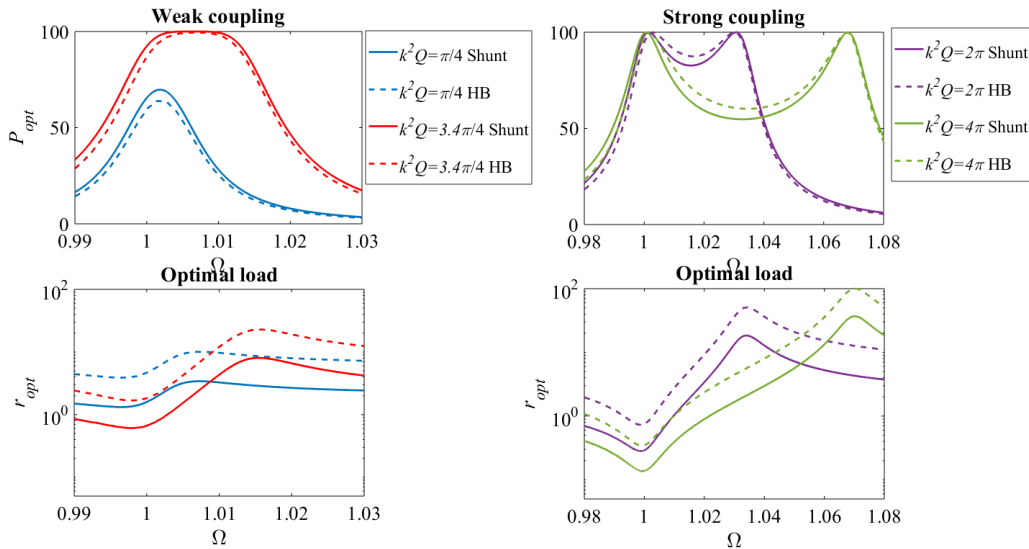 Weak coupling
100
50
0
P_opt
0.99 1 1.01 1.02 1.03
Ω
k²Q=π/4 Shunt
k²Q=π/4 HB
k²Q=3.4π/4 Shunt
k²Q=3.4π/4 HB
Strong coupling
100
50
0
0.98 1 1.02 1.04 1.06 1.08
Ω
k²Q=2π Shunt
k²Q=2π HB
k²Q=4π Shunt
k²Q=4π HB
Optimal load
10²
10⁰
r_opt
0.99 1 1.01 1.02 1.03
Ω
Optimal load
10²
10⁰
r_opt
0.98 1 1.02 1.04 1.06 1.08
Ω